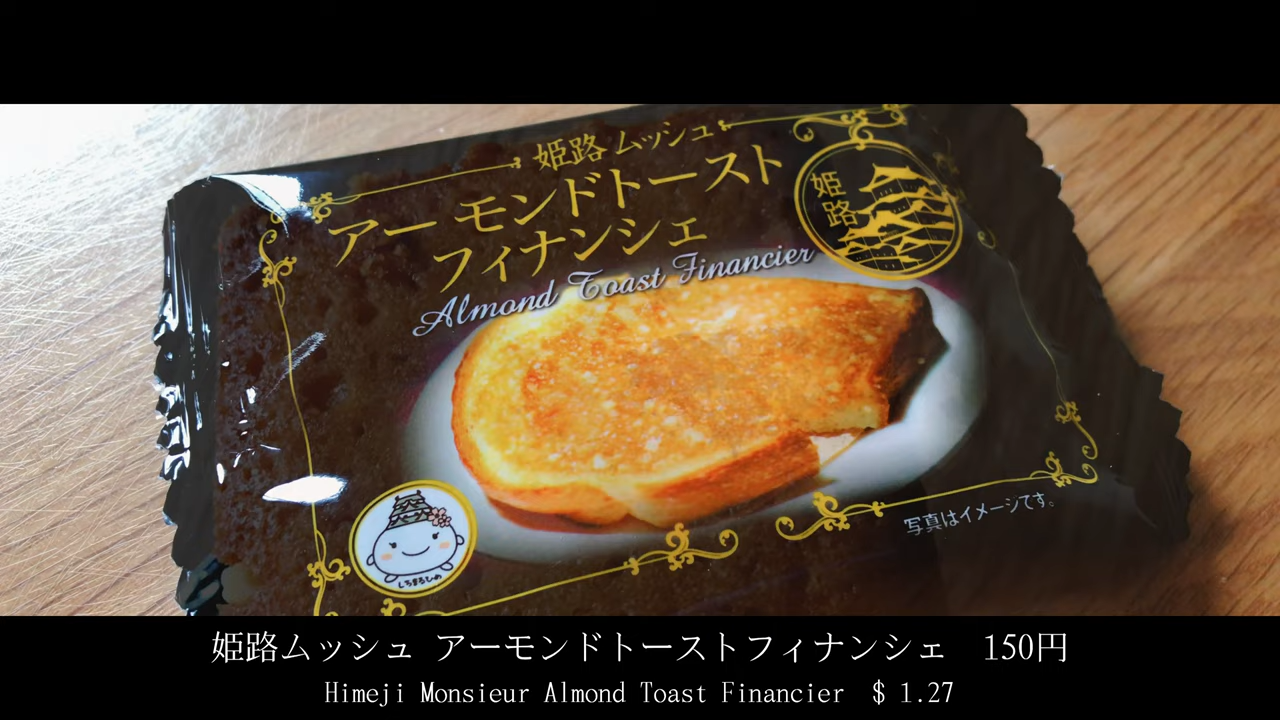 姫路ムッシュ
アーモンドトースト
フィナンシェ
Almond Toast Financier
姫路
しろまるひめ
写真はイメージです。
姫路ムッシュ アーモンドトーストフィナンシェ 150円
Himeji Monsieur Almond Toast Financier $ 1.27